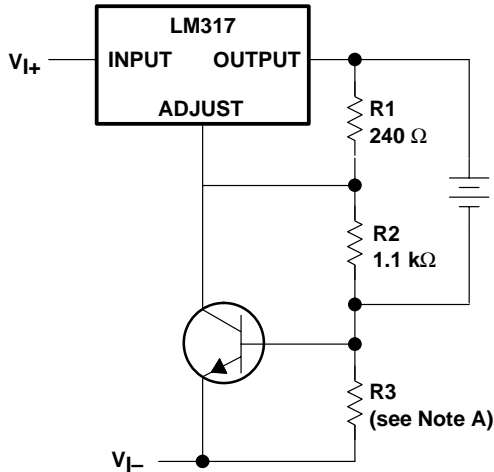 LM317
V_I+
INPUT OUTPUT
ADJUST
R1
240 Ω
R2
1.1 kΩ
R3
(see Note A)
V_I–